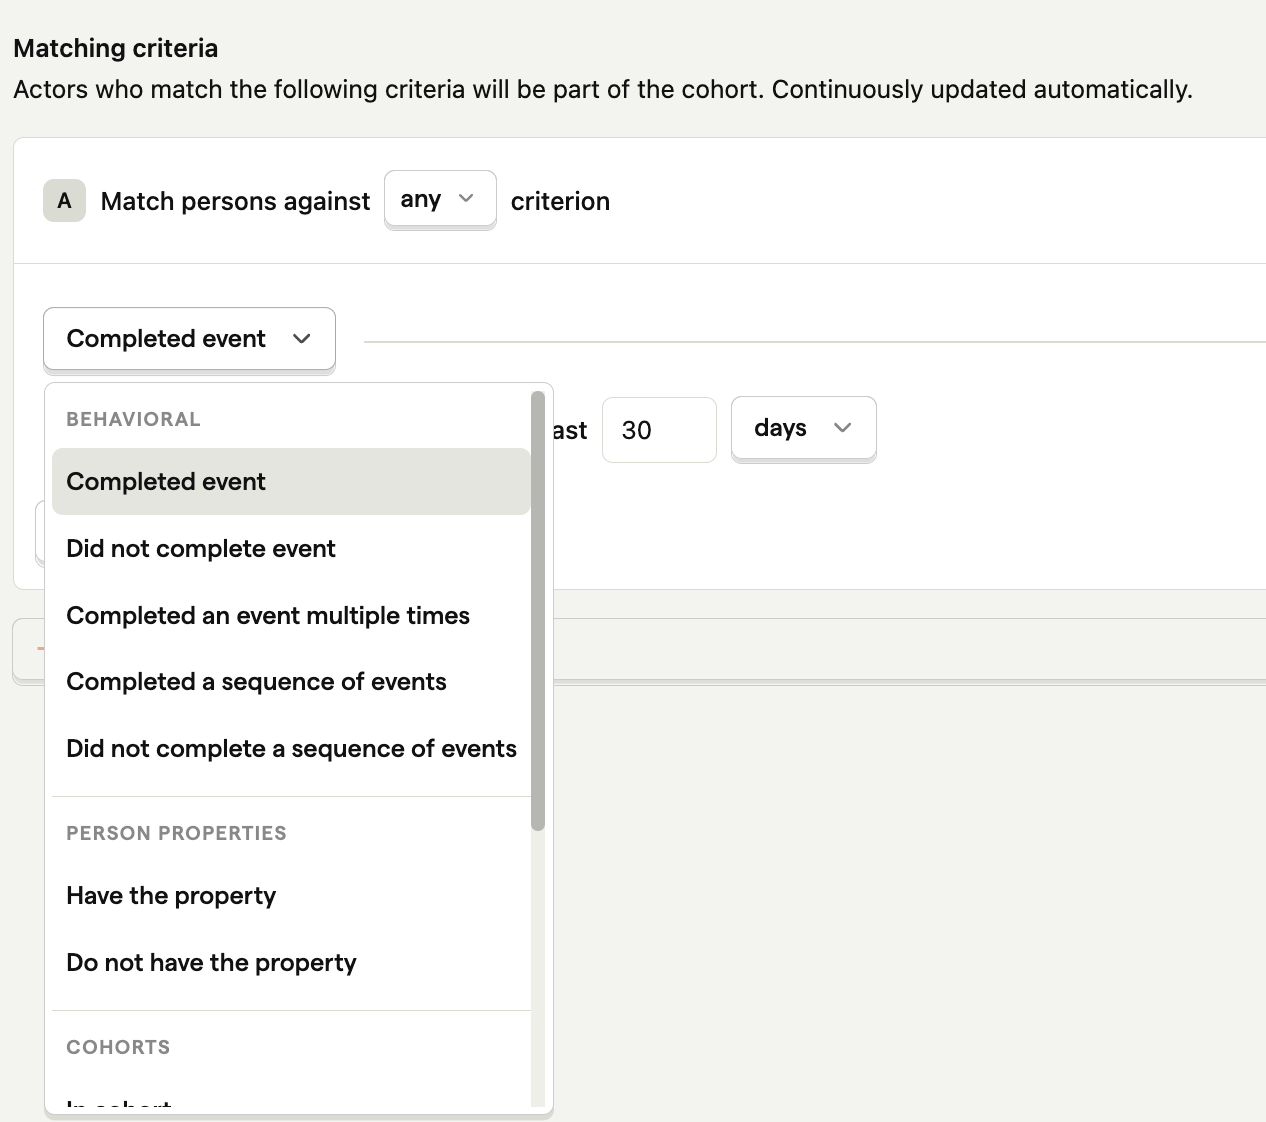 Matching criteria
Actors who match the following criteria will be part of the cohort. Continuously updated automatically.
A Match persons against any criterion
Completed event
BEHAVIORAL
30 days
Completed event
Did not complete event
Completed an event multiple times
Completed a sequence of events
Did not complete a sequence of events
PERSON PROPERTIES
Have the property
Do not have the property
COHORTS